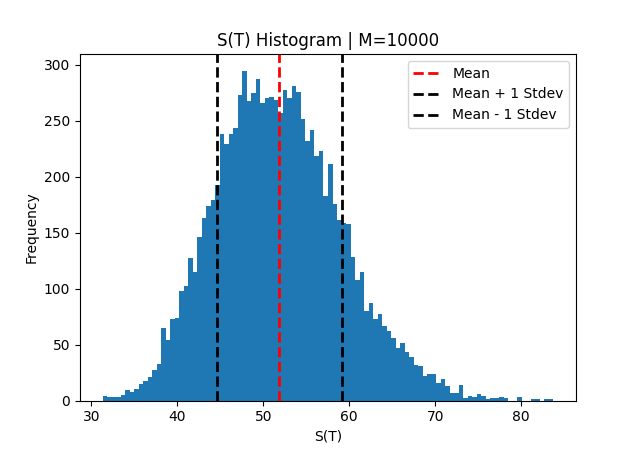 S(T) Histogram | M=10000
Mean
Mean + 1 Stdev
Mean - 1 Stdev
300
250
200
150
100
50
0
Frequency
30 40 50 60 70 80
S(T)